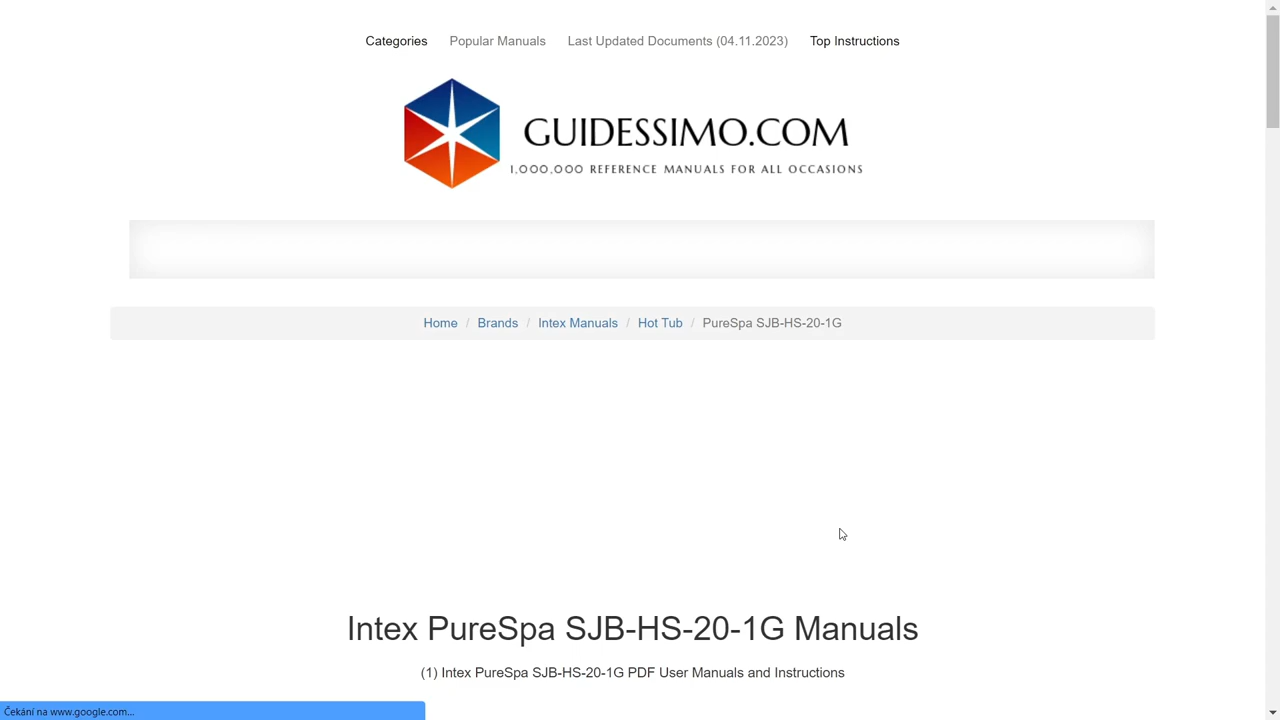 Categories Popular Manuals Last Updated Documents (04.11.2023) Top Instructions
GUIDESSIMO.COM
1,000,000 REFERENCE MANUALS FOR ALL OCCASIONS
Home / Brands / Intex Manuals / Hot Tub / PureSpa SJB-HS-20-1G
Intex PureSpa SJB-HS-20-1G Manuals
(1) Intex PureSpa SJB-HS-20-1G PDF User Manuals and Instructions
Čekání na www.google.com...